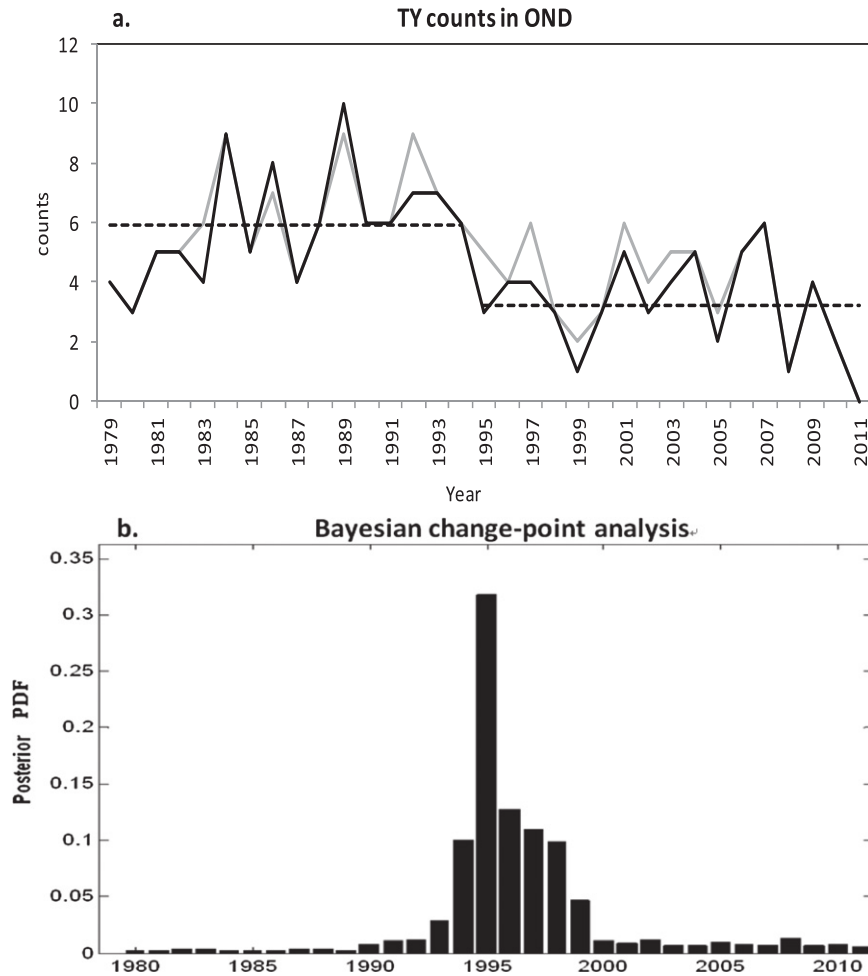 a. TY counts in OND
12
10
8
6
4
2
0
counts
1979 1981 1983 1985 1987 1989 1991 1993 1995 1997 1999 2001 2003 2005 2007 2009 2011
Year
b. Bayesian change-point analysis
0.35
0.3
0.25
0.2
0.15
0.1
0.05
0
Posterior PDF
1980 1985 1990 1995 2000 2005 2010